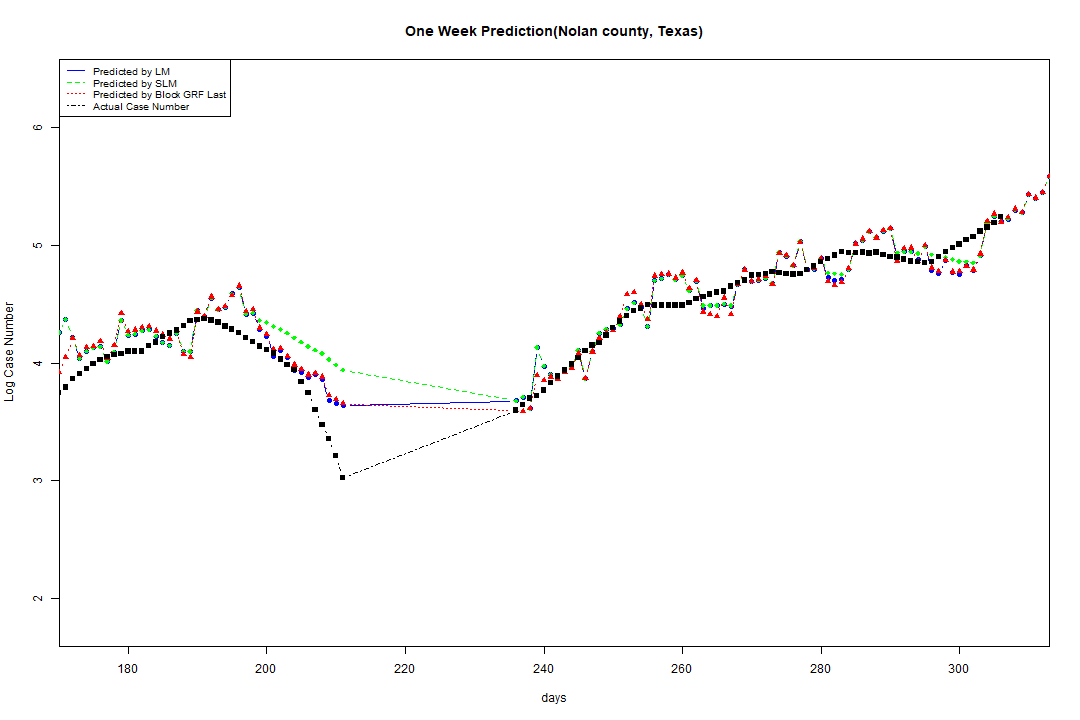 One Week Prediction(Nolan county, Texas)
Predicted by LM
Predicted by SLM
Predicted by Block GRF Last
Actual Case Number
Log Case Number
6
5
4
3
2
180 200 220 240 260 280 300
days